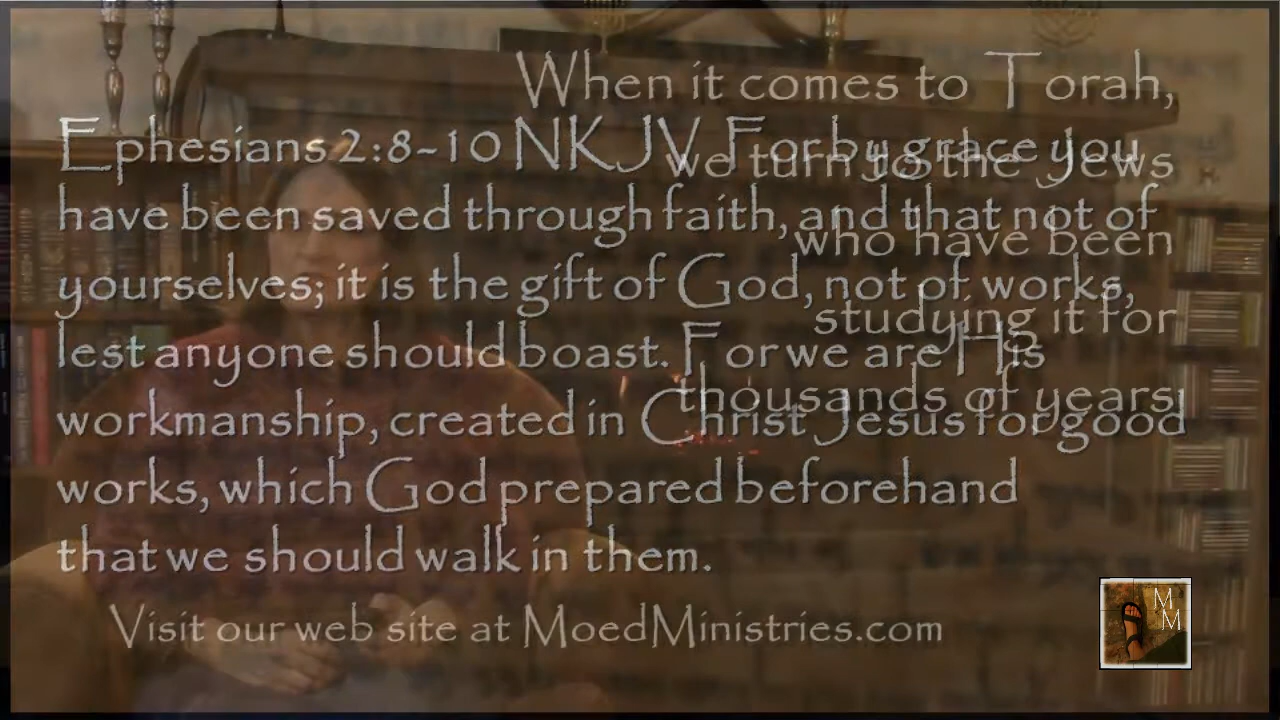 When it comes to Torah,
we turn to the Jews
who have been
studying it for
thousands of years!
Ephesians 2:8-10 NKJV For by grace you
have been saved through faith, and that not of
yourselves; it is the gift of God, not of works,
lest anyone should boast. For we are His
workmanship, created in Christ Jesus for good
works, which God prepared beforehand
that we should walk in them.
Visit our web site at MoedMinistries.com
M
M